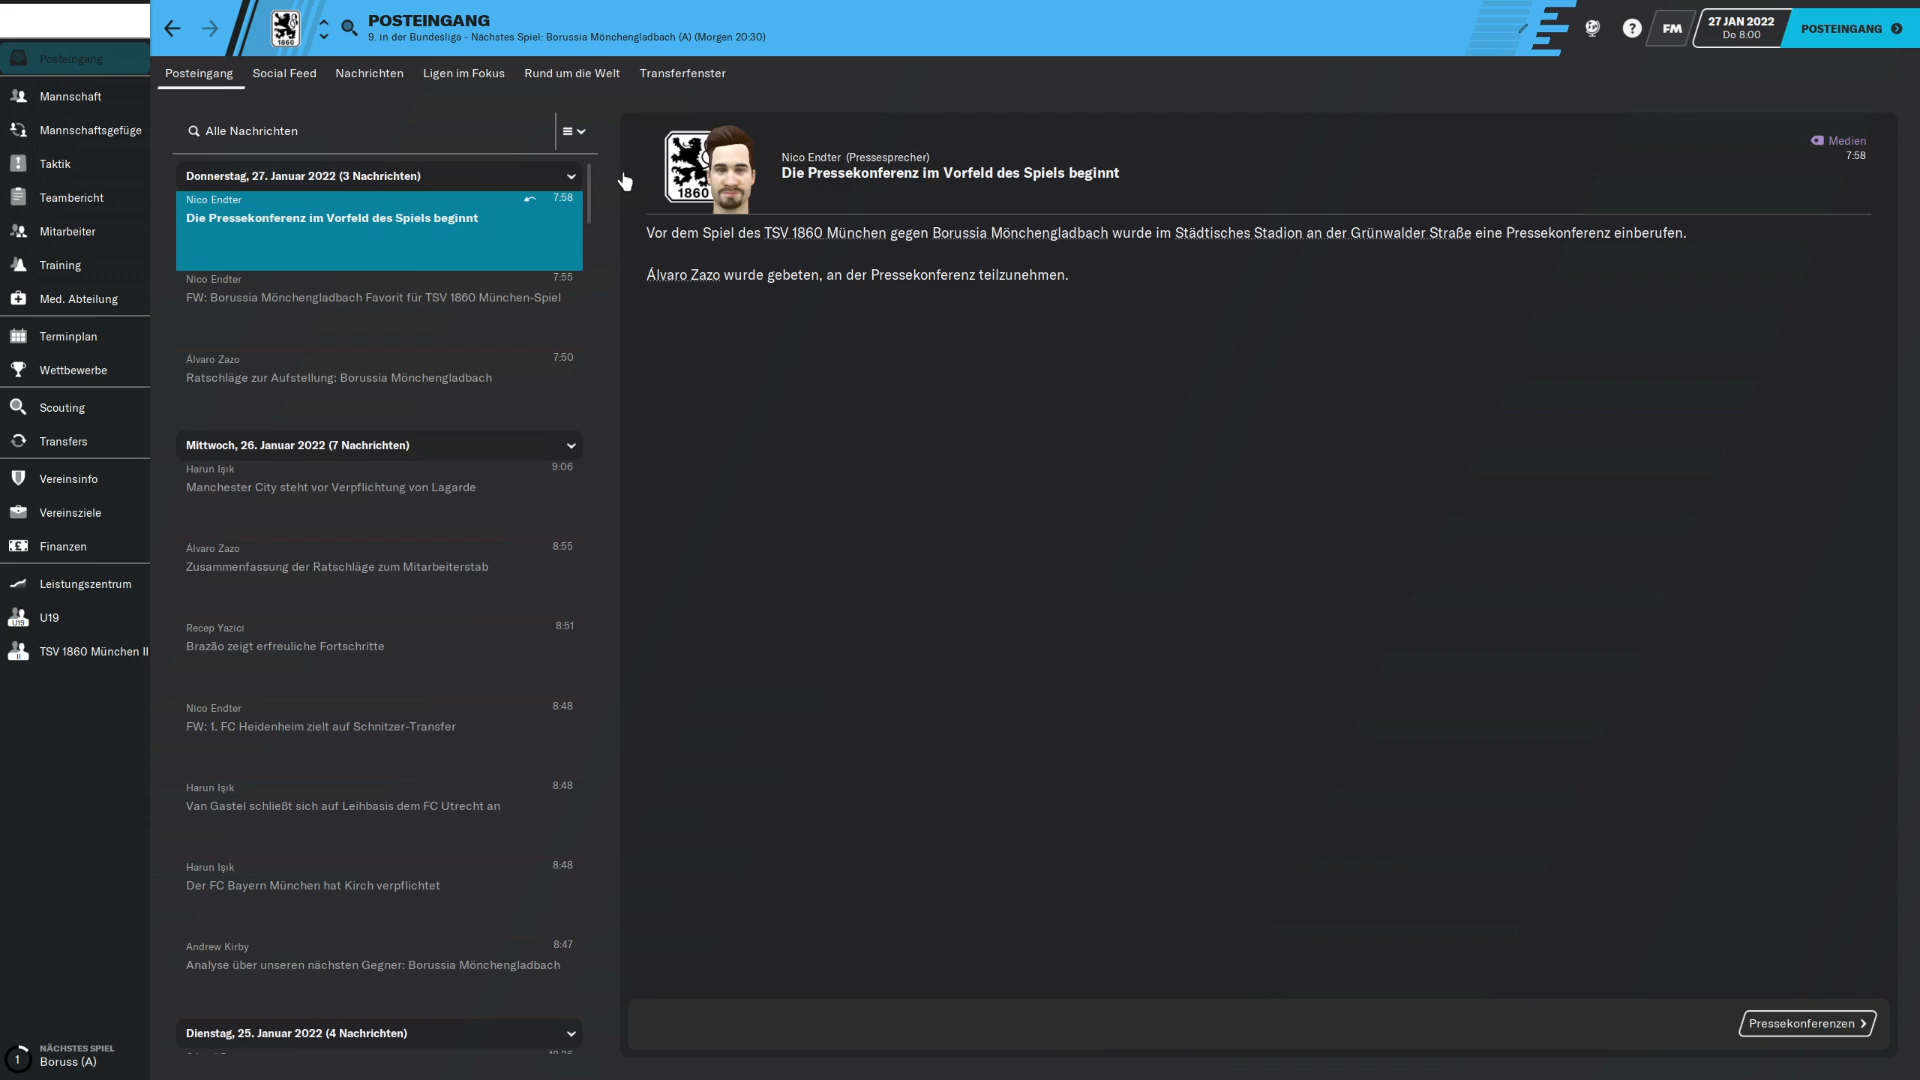 POSTEINGANG
9. in der Bundesliga - Nächstes Spiel: Borussia Mönchengladbach (A) (Morgen 20:30)
1860
FM
27 JAN 2022
Do 8:00
POSTEINGANG
Posteingang
Social Feed
Nachrichten
Ligen im Fokus
Rund um die Welt
Transferfenster
Posteingang
Mannschaft
Mannschaftsgefüge
Taktik
Teambericht
Mitarbeiter
Training
Med. Abteilung
Terminplan
Wettbewerbe
Scouting
Transfers
Vereinsinfo
Vereinsziele
Finanzen
Leistungszentrum
U19
U19
TSV 1860 München II
II
1
NÄCHSTES SPIEL
Boruss (A)
Alle Nachrichten
Donnerstag, 27. Januar 2022 (3 Nachrichten)
Nico Endter
7:58
Die Pressekonferenz im Vorfeld des Spiels beginnt
Nico Endter
7:55
FW: Borussia Mönchengladbach Favorit für TSV 1860 München-Spiel
Álvaro Zazo
7:50
Ratschläge zur Aufstellung: Borussia Mönchengladbach
Mittwoch, 26. Januar 2022 (7 Nachrichten)
Harun Işık
9:06
Manchester City steht vor Verpflichtung von Lagarde
Álvaro Zazo
8:55
Zusammenfassung der Ratschläge zum Mitarbeiterstab
Recep Yazici
8:51
Brazão zeigt erfreuliche Fortschritte
Nico Endter
8:48
FW: 1. FC Heidenheim zielt auf Schnitzer-Transfer
Harun Işık
8:48
Van Gastel schließt sich auf Leihbasis dem FC Utrecht an
Harun Işık
8:48
Der FC Bayern München hat Kirch verpflichtet
Andrew Kirby
8:47
Analyse über unseren nächsten Gegner: Borussia Mönchengladbach
Dienstag, 25. Januar 2022 (4 Nachrichten)
1860
Nico Endter (Pressesprecher)
Die Pressekonferenz im Vorfeld des Spiels beginnt
Medien
7:58
Vor dem Spiel des TSV 1860 München gegen Borussia Mönchengladbach wurde im Städtisches Stadion an der Grünwalder Straße eine Pressekonferenz einberufen.
Álvaro Zazo wurde gebeten, an der Pressekonferenz teilzunehmen.
Pressekonferenzen